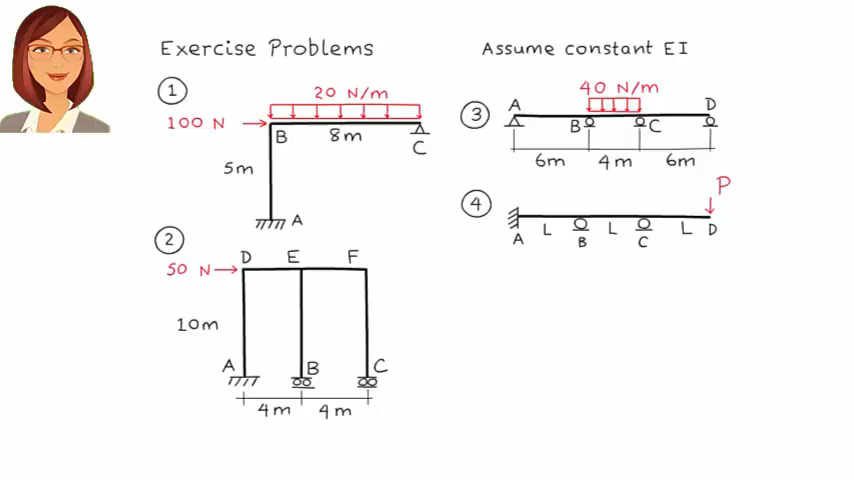 Exercise Problems
Assume constant EI
1
20 N/m
100 N
B
8m
C
5m
A
2
50 N
D E F
10m
A B C
4m 4m
3
40 N/m
A D
B C
6m 4m 6m
4
P
A L B L C L D